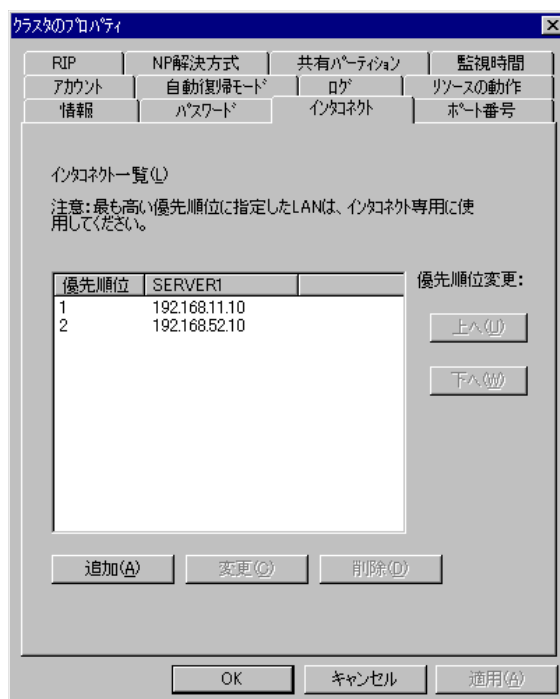 クラスタのプロパティ
RIP
NP解決方式
共有パーティション
監視時間
アカウント
自動復帰モード
ログ
リソースの動作
情報
パスワード
インタコネクト
ポート番号
インタコネクト一覧(L)
注意:最も高い優先順位に指定したLANは、インタコネクト専用に使
用してください。
優先順位 SERVER1
1 192.168.11.10
2 192.168.52.10
優先順位変更:
上へ(U)
下へ(W)
追加(A)
変更(C)
削除(D)
OK
キャンセル
適用(A)